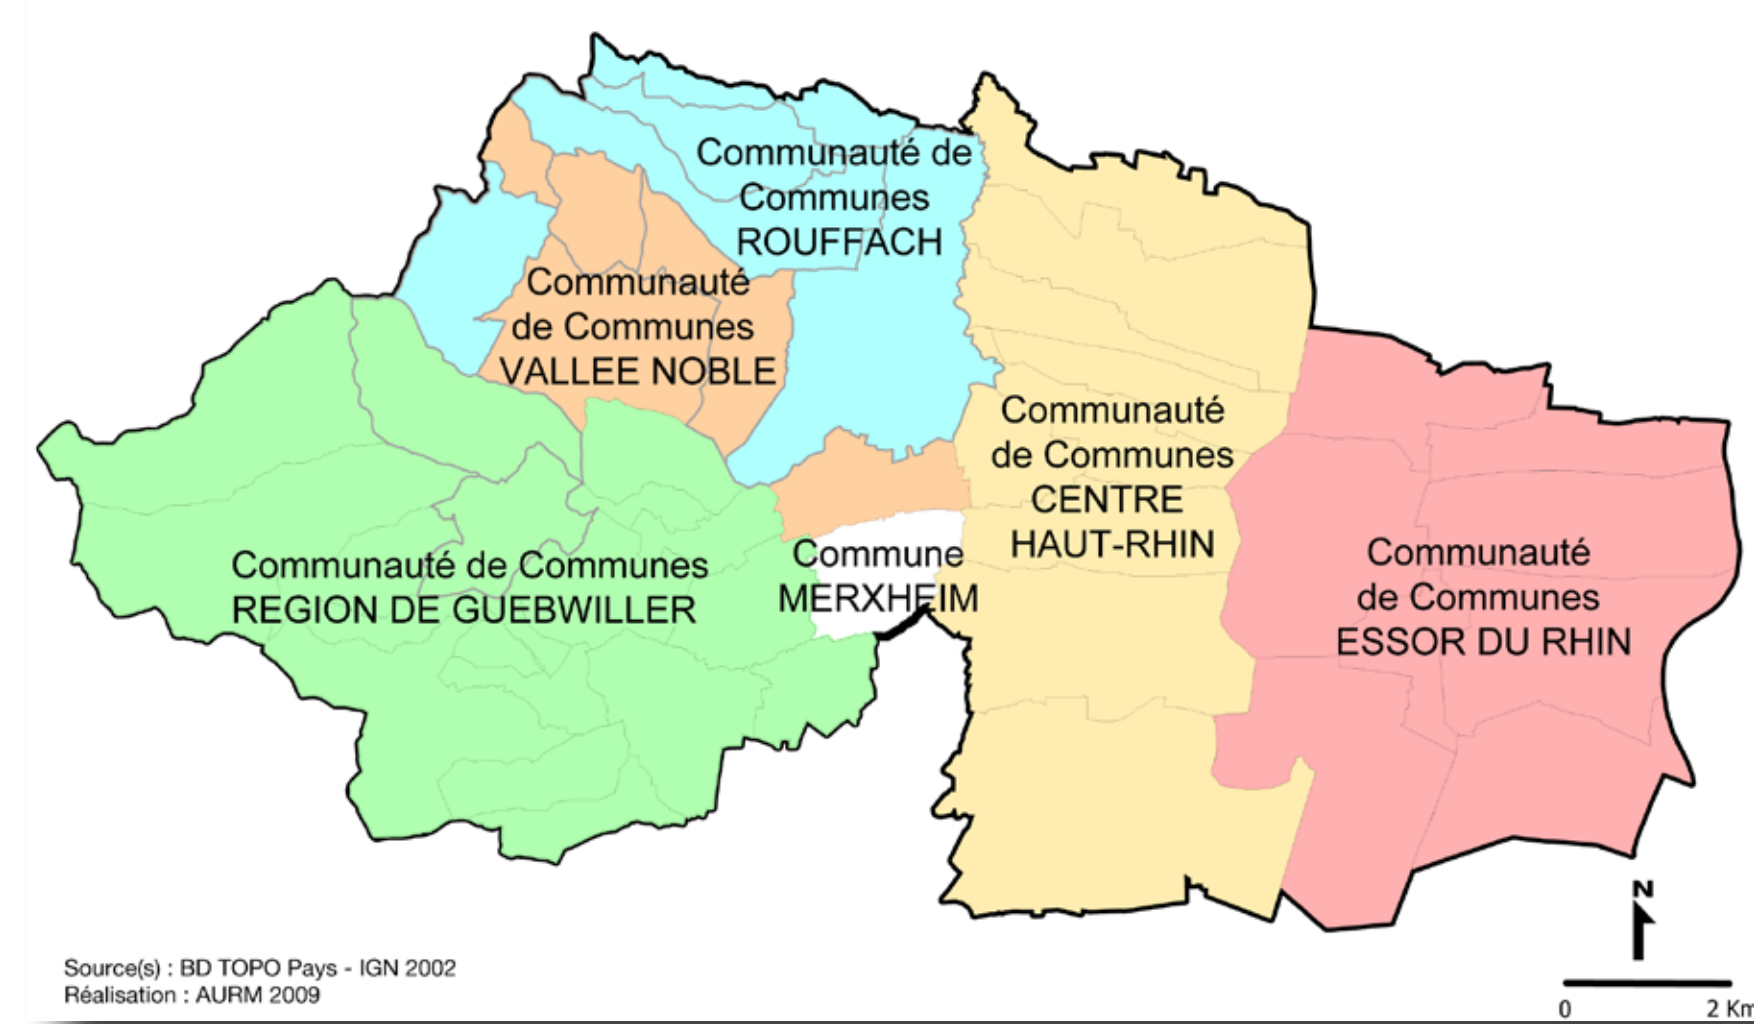 Communauté de
Communes
ROUFFACH
Communauté
de Communes
VALLEE NOBLE
Communauté
de Communes
CENTRE
HAUT-RHIN
Commune
MERXHEIM
Communauté de Communes
REGION DE GUEBWILLER
Communauté
de Communes
ESSOR DU RHIN
N
Source(s) : BD TOPO Pays - IGN 2002
Réalisation : AURM 2009
0 2 Km